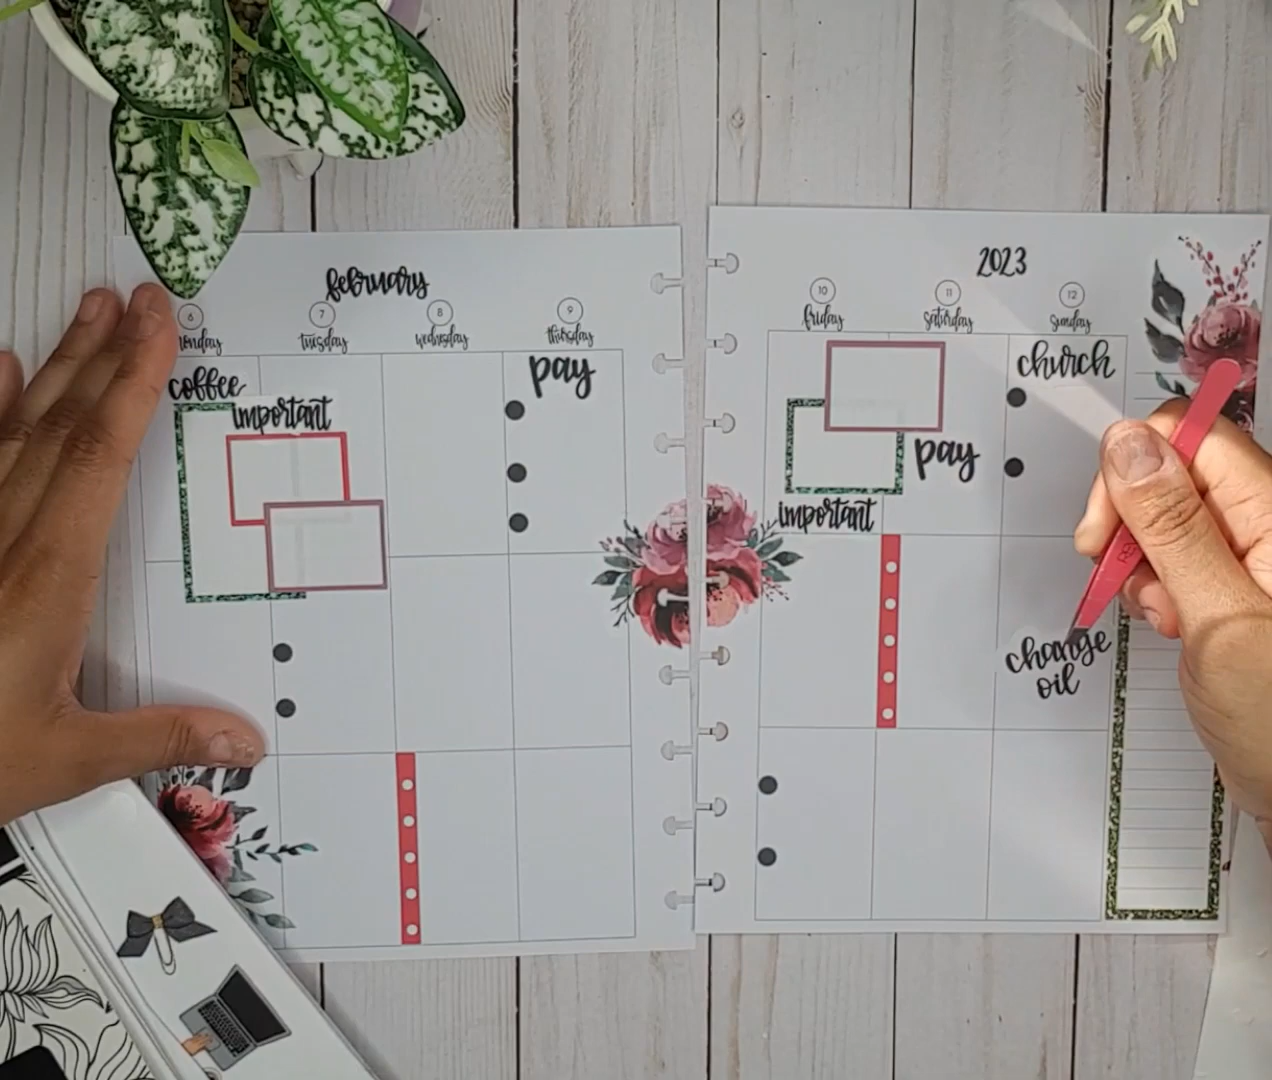 february
6
7
8
9
monday
tuesday
wednesday
thursday
coffee
important
pay
2023
10
11
12
friday
saturday
sunday
church
pay
important
change
oil